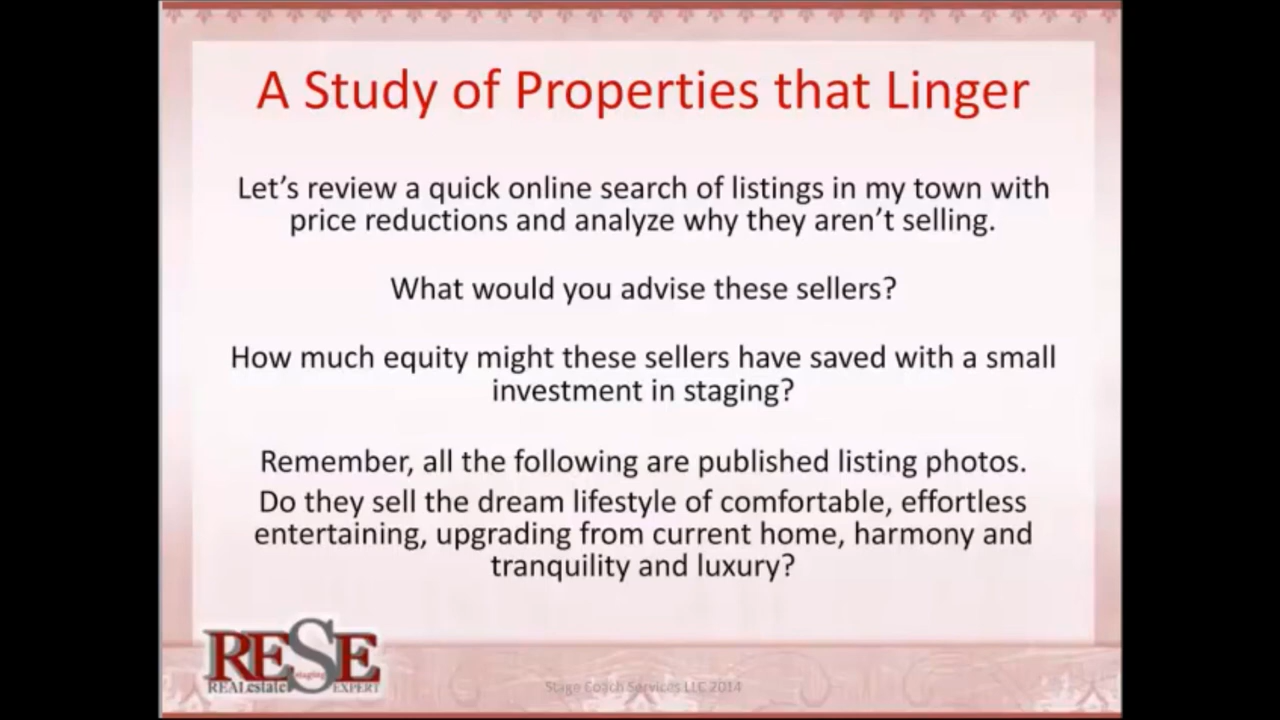 A Study of Properties that Linger
Let’s review a quick online search of listings in my town with
price reductions and analyze why they aren’t selling.
What would you advise these sellers?
How much equity might these sellers have saved with a small
investment in staging?
Remember, all the following are published listing photos.
Do they sell the dream lifestyle of comfortable, effortless
entertaining, upgrading from current home, harmony and
tranquility and luxury?
RESE
REALestate staging EXPERT
Stage Coach Services LLC 2014